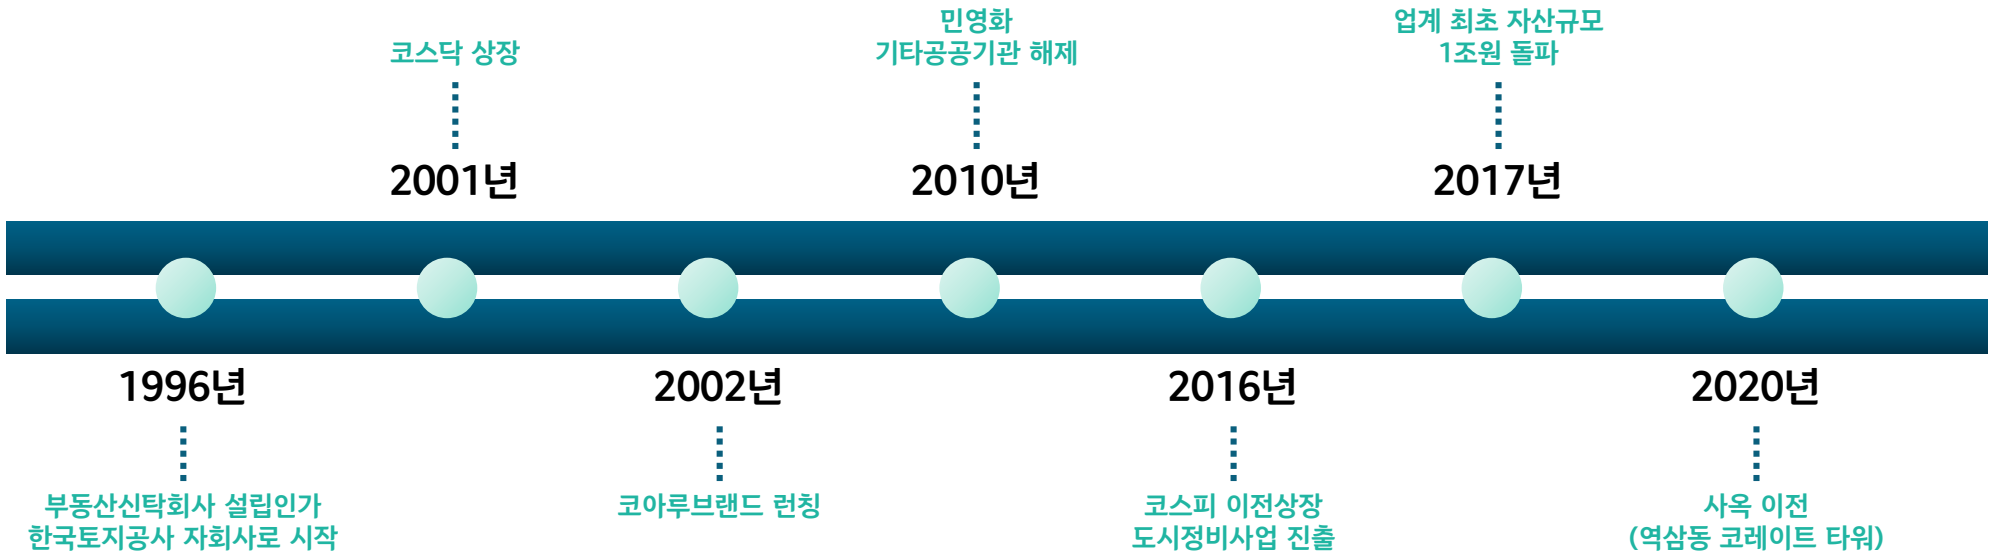 코스닥 상장
2001년
민영화
기타공공기관 해제
2010년
업계 최초 자산규모
1조원 돌파
2017년
1996년
부동산신탁회사 설립인가
한국토지공사 자회사로 시작
2002년
코아루브랜드 런칭
2016년
코스피 이전상장
도시정비사업 진출
2020년
사옥 이전
(역삼동 코레이트 타워)